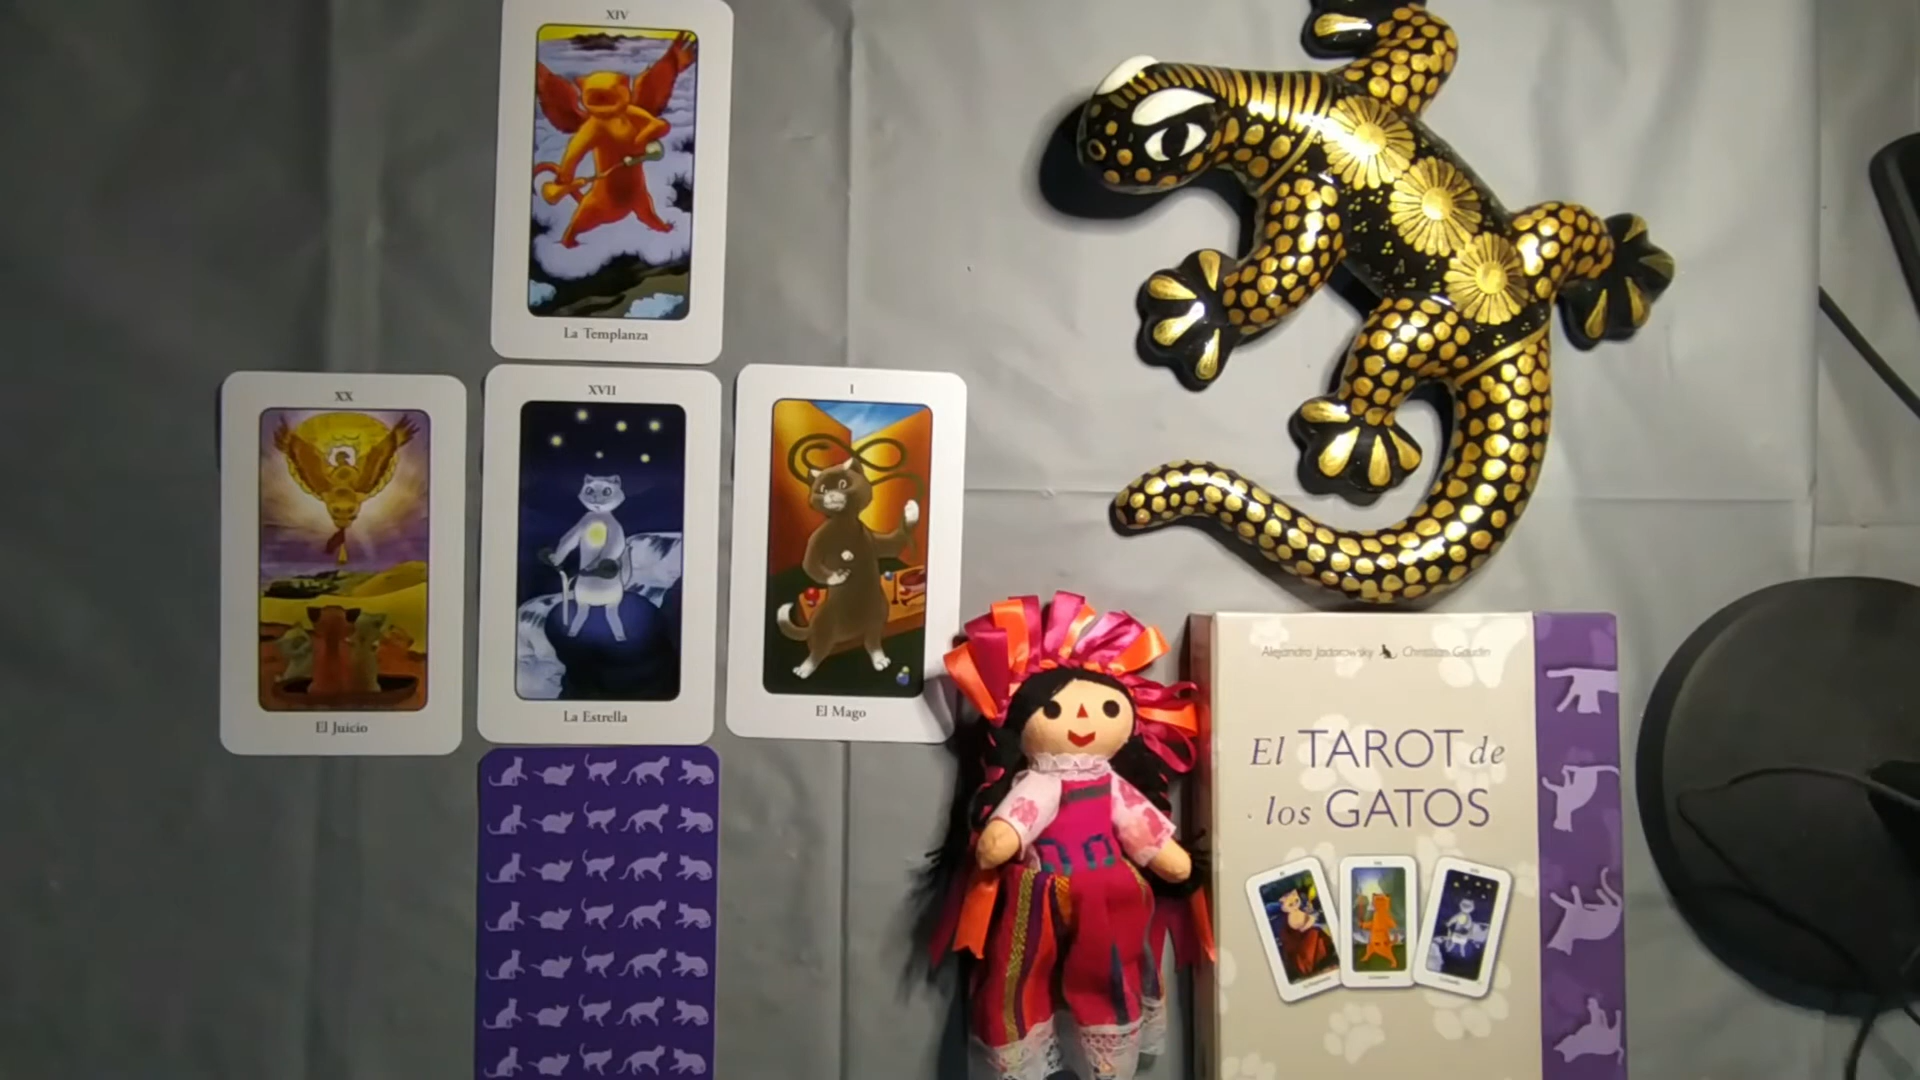 XIV
La Templanza
XX
El Juicio
XVII
La Estrella
I
El Mago
Alejandro Jodorowsky Christian Gaudin
El TAROT de
los GATOS